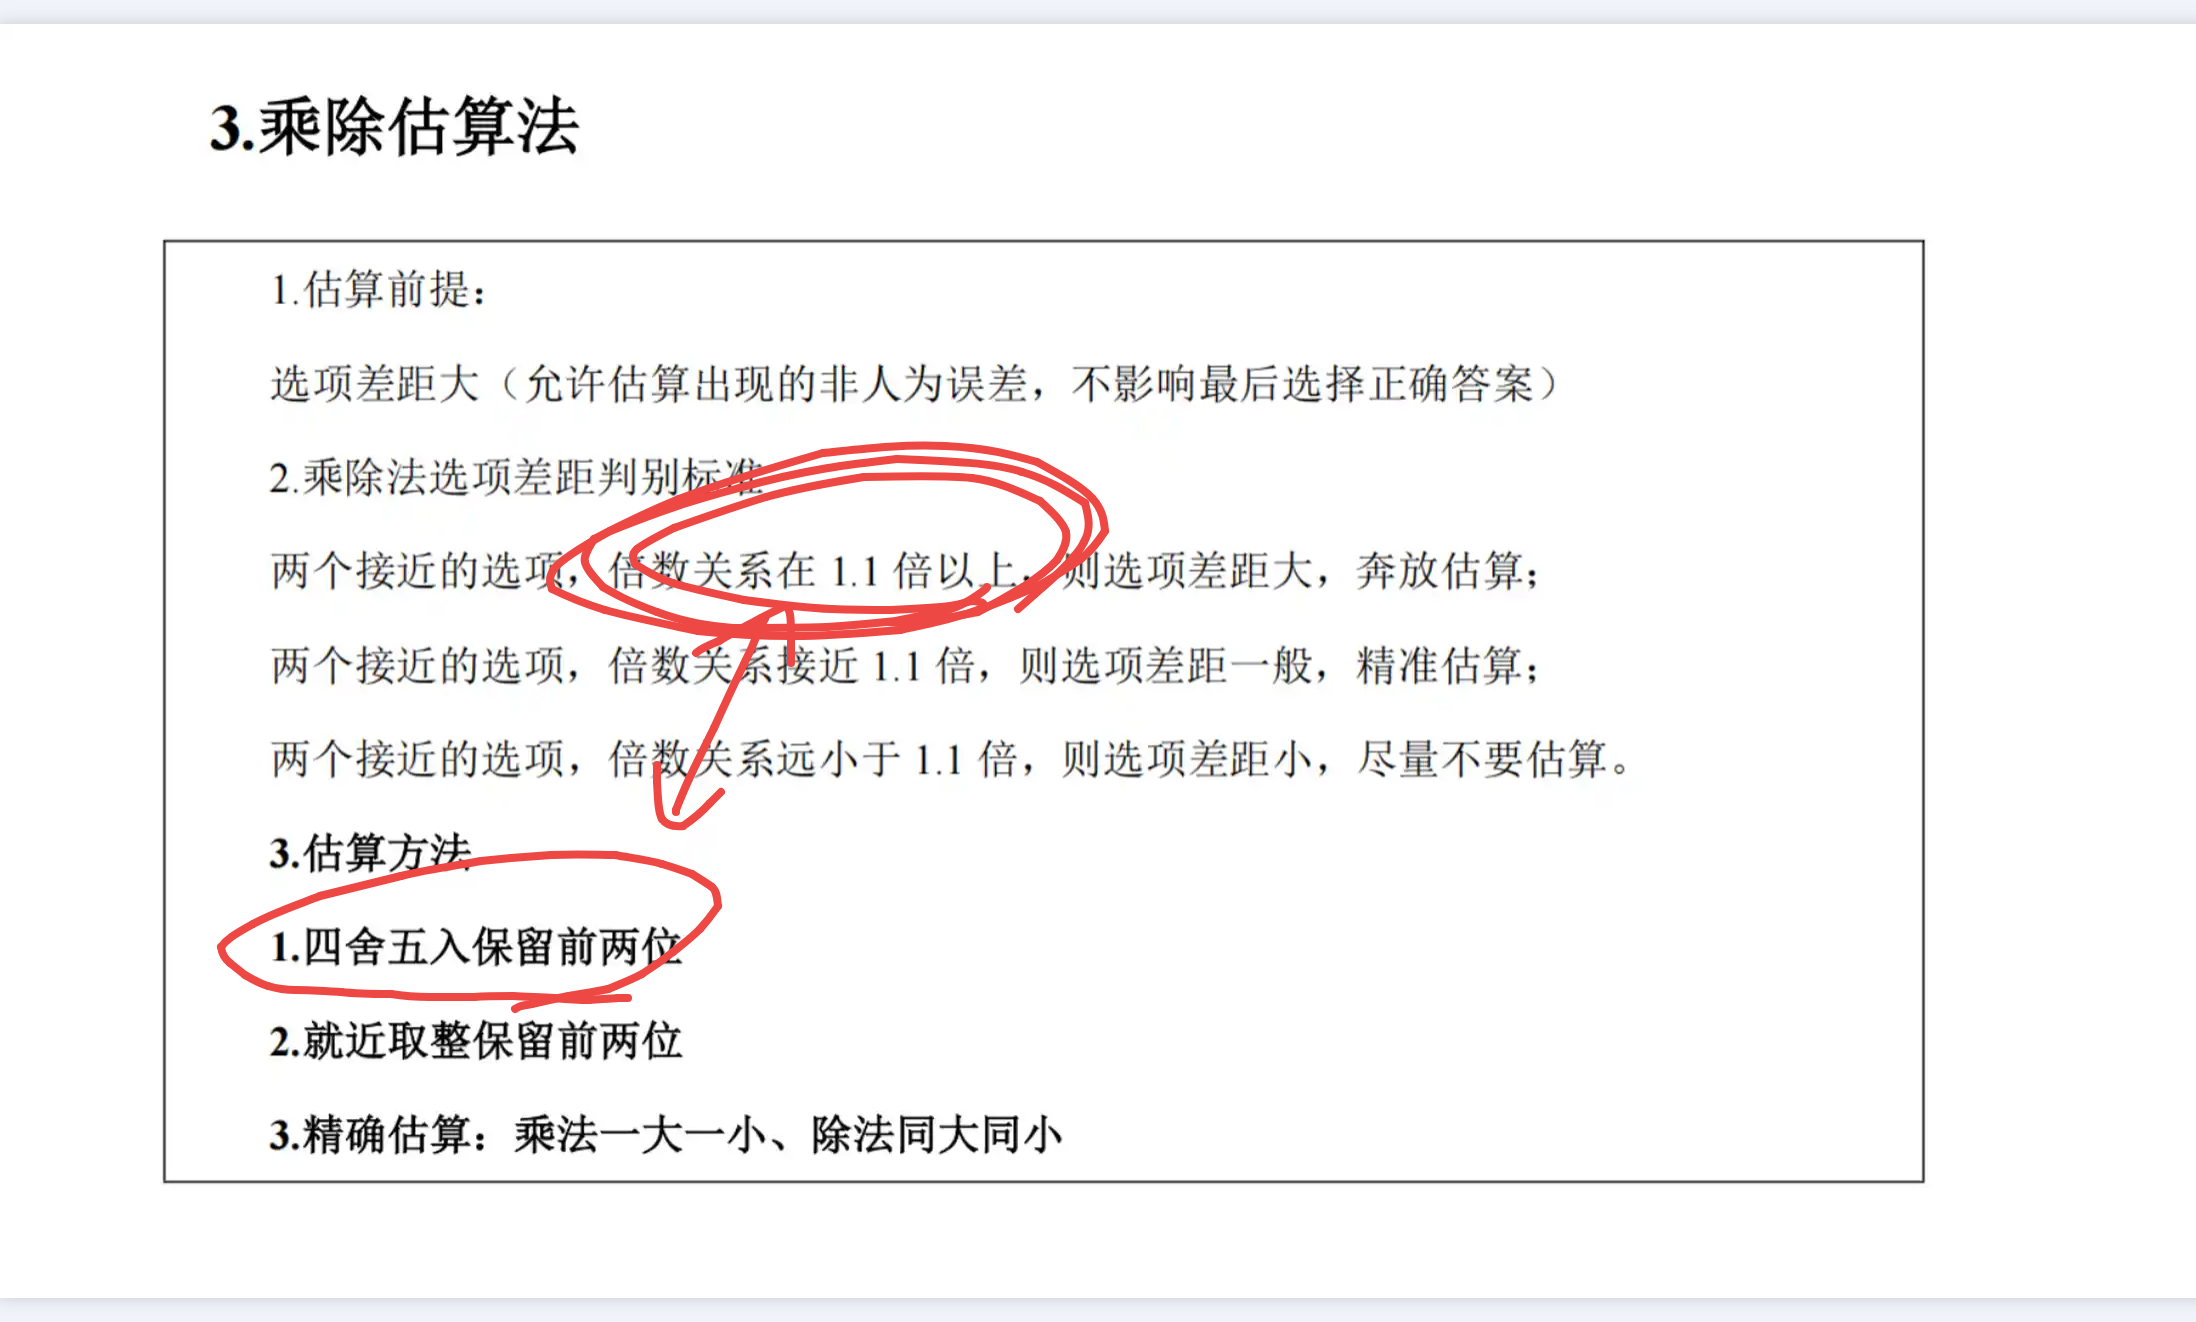 3.乘除估算法
1.估算前提：
选项差距大（允许估算出现的非人为误差，不影响最后选择正确答案）
2.乘除法选项差距判别标准
两个接近的选项，倍数关系在 1.1 倍以上，则选项差距大，奔放估算；
两个接近的选项，倍数关系接近 1.1 倍，则选项差距一般，精准估算；
两个接近的选项，倍数关系远小于 1.1 倍，则选项差距小，尽量不要估算。
3.估算方法
1.四舍五入保留前两位
2.就近取整保留前两位
3.精确估算：乘法一大一小、除法同大同小